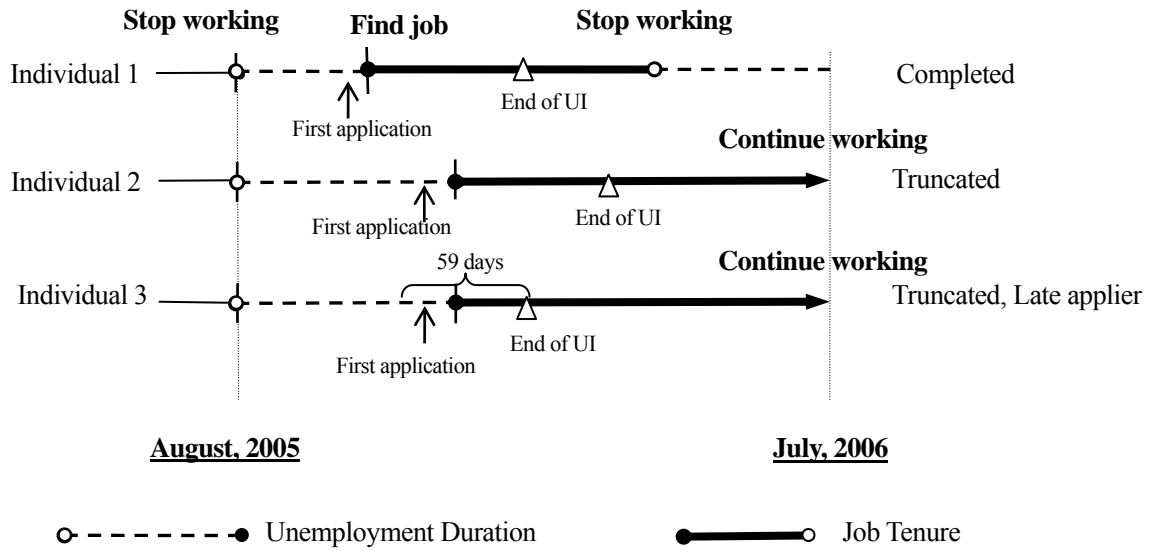 Stop working Find job Stop working
Individual 1 Completed
End of UI
First application
Continue working
Individual 2 Truncated
First application End of UI
59 days Continue working
Individual 3 Truncated, Late applier
End of UI
First application
August, 2005 July, 2006
Unemployment Duration Job Tenure